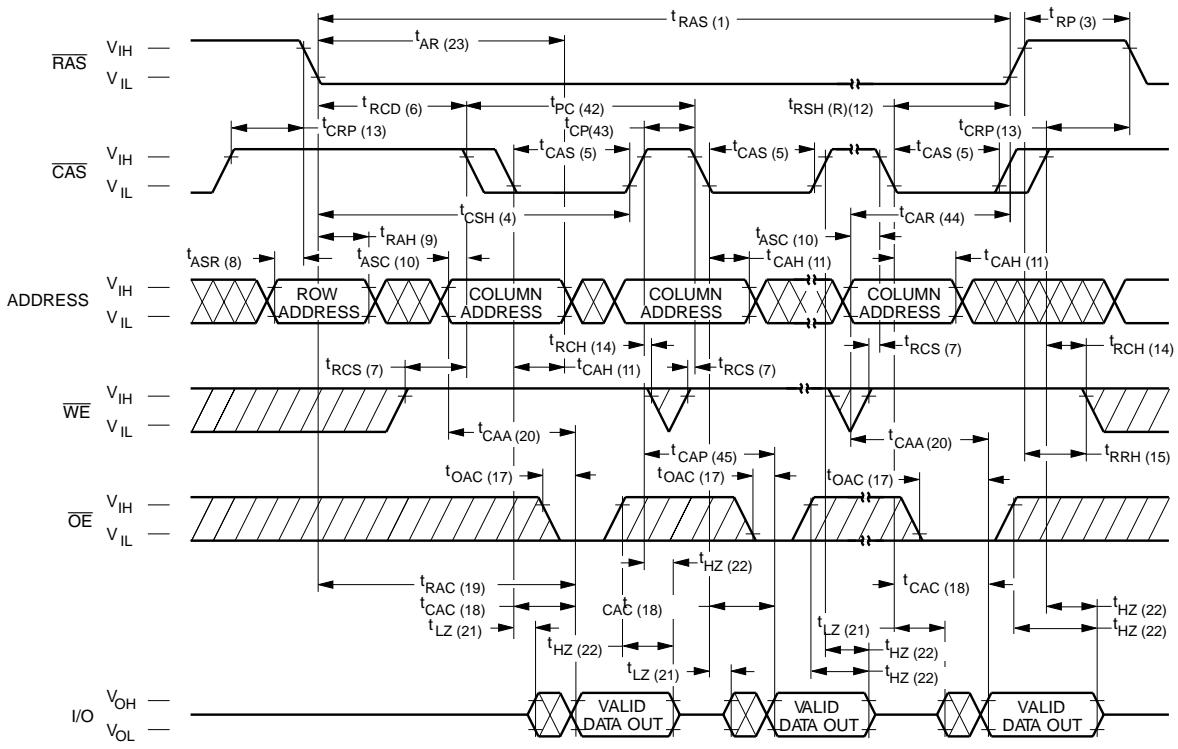 tRAS (1)
tRP (3)
tAR (23)
RAS
VIH
VIL
tRCD (6)
tPC (42)
tRSH (R)(12)
tCRP (13)
tCP(43)
tCRP (13)
CAS
VIH
VIL
tCAS (5)
tCAS (5)
tCAS (5)
tCSH (4)
tCAR (44)
tRAH (9)
tASC (10)
tASR (8)
tASC (10)
tCAH (11)
tCAH (11)
ADDRESS
VIH
VIL
ROW
ADDRESS
COLUMN
ADDRESS
COLUMN
ADDRESS
COLUMN
ADDRESS
tRCH (14)
tRCS (7)
tRCH (14)
tRCS (7)
tCAH (11)
tRCS (7)
WE
VIH
VIL
tCAA (20)
tCAA (20)
tCAP (45)
tRRH (15)
tOAC (17)
tOAC (17)
tOAC (17)
OE
VIH
VIL
tHZ (22)
tRAC (19)
tCAC (18)
tCAC (18)
tCAC (18)
tHZ (22)
tLZ (21)
tLZ (21)
tHZ (22)
tHZ (22)
tHZ (22)
tLZ (21)
tHZ (22)
I/O
VOH
VOL
VALID
DATA OUT
VALID
DATA OUT
VALID
DATA OUT